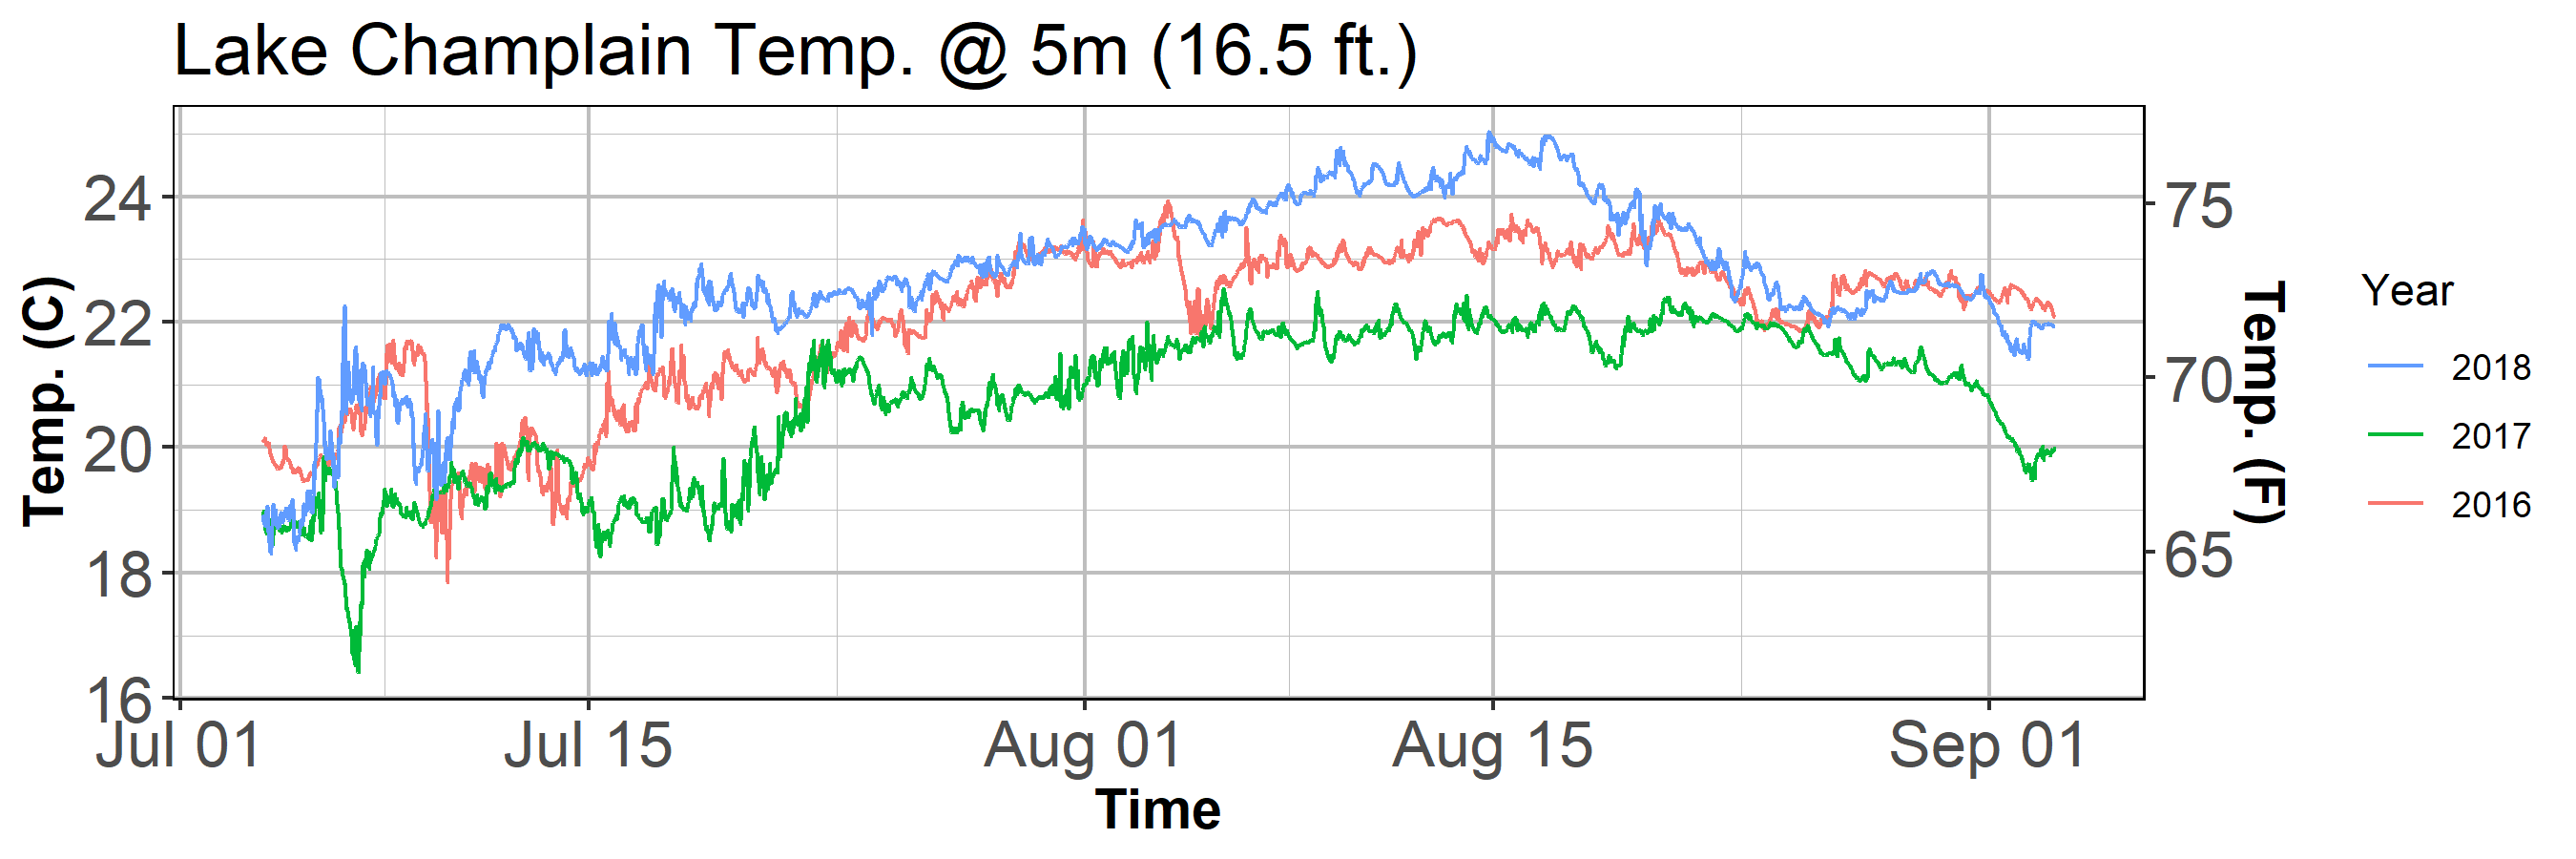 Lake Champlain Temp. @ 5m (16.5 ft.)
Temp. (C)
24
22
20
18
16
75
70
65
Temp. (F)
Jul 01
Jul 15
Aug 01
Aug 15
Sep 01
Time
Year
2018
2017
2016